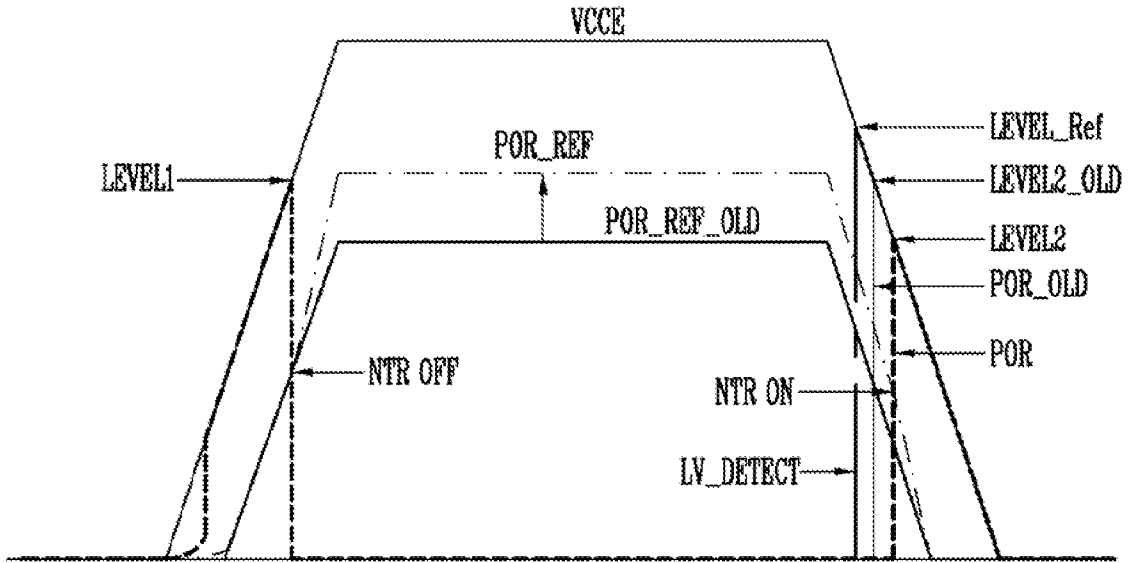 VCCE
LEVEL_Ref
POR_REF
LEVEL1
LEVEL2_OLD
POR_REF_OLD
LEVEL2
POR_OLD
POR
NTR OFF
NTR ON
LV_DETECT